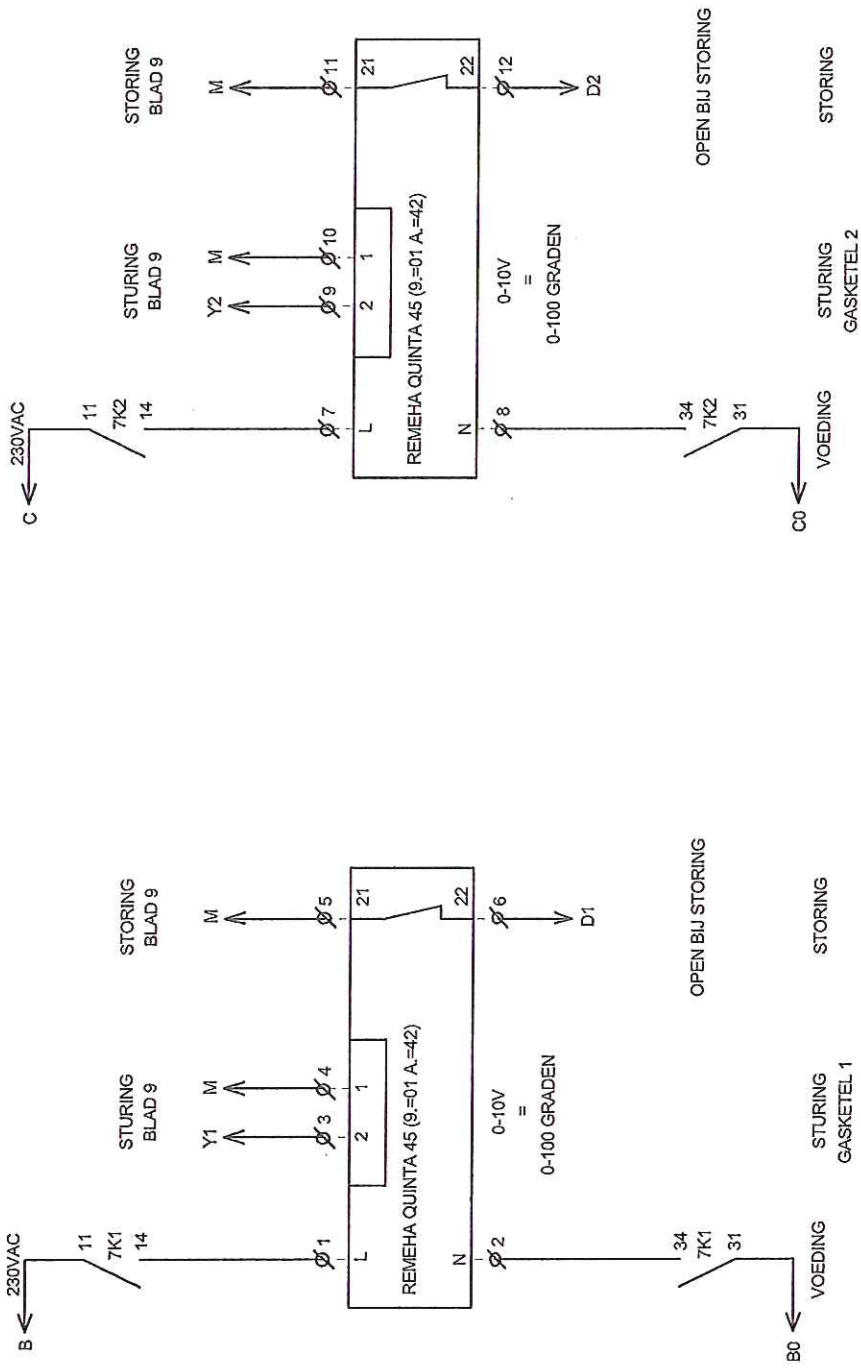 B
230VAC
11
7K1
14
STURING
BLAD 9
Y1
M
STORING
BLAD 9
M
1
3
4
5
L
2
1
21
REMEHA QUINTA 45 (9.=01 A.=42)
N
22
2
6
0-10V
=
0-100 GRADEN
D1
34
7K1
31
B0
OPEN BIJ STORING
VOEDING
STURING
GASKETEL 1
STORING
C
230VAC
11
7K2
14
STURING
BLAD 9
Y2
M
STORING
BLAD 9
M
7
9
10
11
L
2
1
21
REMEHA QUINTA 45 (9.=01 A.=42)
N
22
8
12
0-10V
=
0-100 GRADEN
D2
34
7K2
31
C0
OPEN BIJ STORING
VOEDING
STURING
GASKETEL 2
STORING